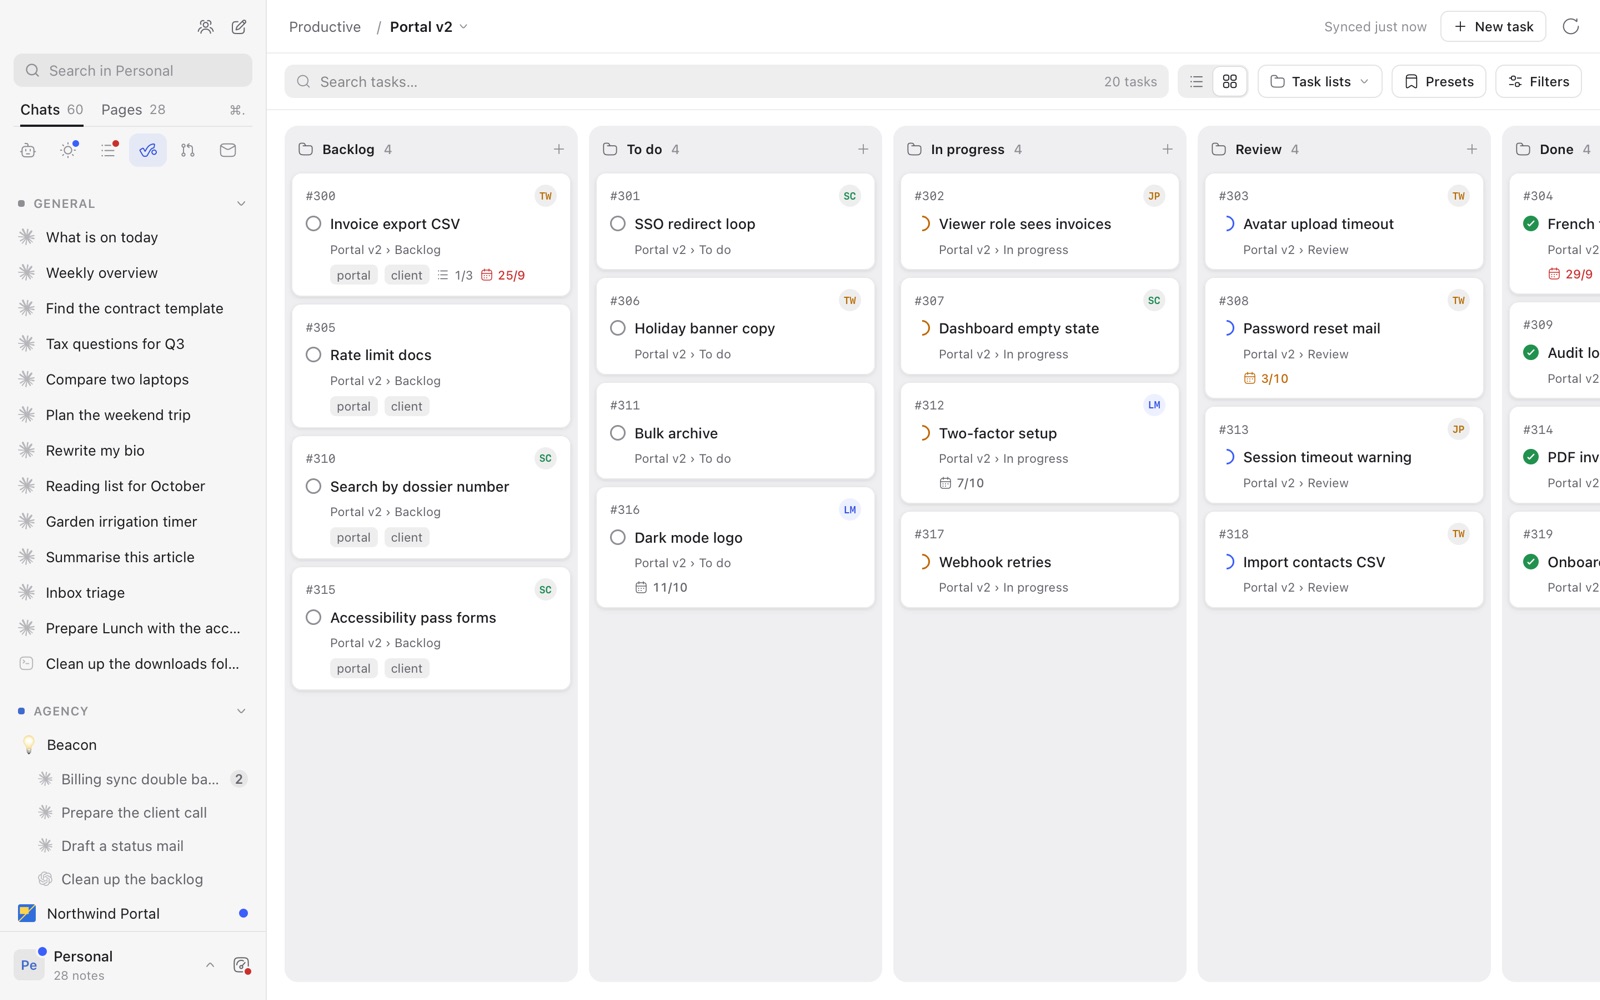 Search in Personal
Chats 60 Pages 28 ⌘.
GENERAL
What is on today
Weekly overview
Find the contract template
Tax questions for Q3
Compare two laptops
Plan the weekend trip
Rewrite my bio
Reading list for October
Garden irrigation timer
Summarise this article
Inbox triage
Prepare Lunch with the acc...
Clean up the downloads fol...
AGENCY
Beacon
Billing sync double ba... 2
Prepare the client call
Draft a status mail
Clean up the backlog
Northwind Portal
Pe Personal
28 notes
Productive / Portal v2
Synced just now
New task
Search tasks...
20 tasks
Task lists
Presets
Filters
Backlog 4
#300 TW
Invoice export CSV
Portal v2 › Backlog
portal client 1/3 25/9
#305
Rate limit docs
Portal v2 › Backlog
portal client
#310 SC
Search by dossier number
Portal v2 › Backlog
portal client
#315 SC
Accessibility pass forms
Portal v2 › Backlog
portal client
To do 4
#301 SC
SSO redirect loop
Portal v2 › To do
#306 TW
Holiday banner copy
Portal v2 › To do
#311
Bulk archive
Portal v2 › To do
#316 LM
Dark mode logo
Portal v2 › To do
11/10
In progress 4
#302 JP
Viewer role sees invoices
Portal v2 › In progress
#307 SC
Dashboard empty state
Portal v2 › In progress
#312 LM
Two-factor setup
Portal v2 › In progress
7/10
#317
Webhook retries
Portal v2 › In progress
Review 4
#303 TW
Avatar upload timeout
Portal v2 › Review
#308 TW
Password reset mail
Portal v2 › Review
3/10
#313 JP
Session timeout warning
Portal v2 › Review
#318 TW
Import contacts CSV
Portal v2 › Review
Done 4
#304
French
Portal v2
29/9
#309
Audit lo
Portal v2
#314
PDF inv
Portal v2
#319
Onboar
Portal v2